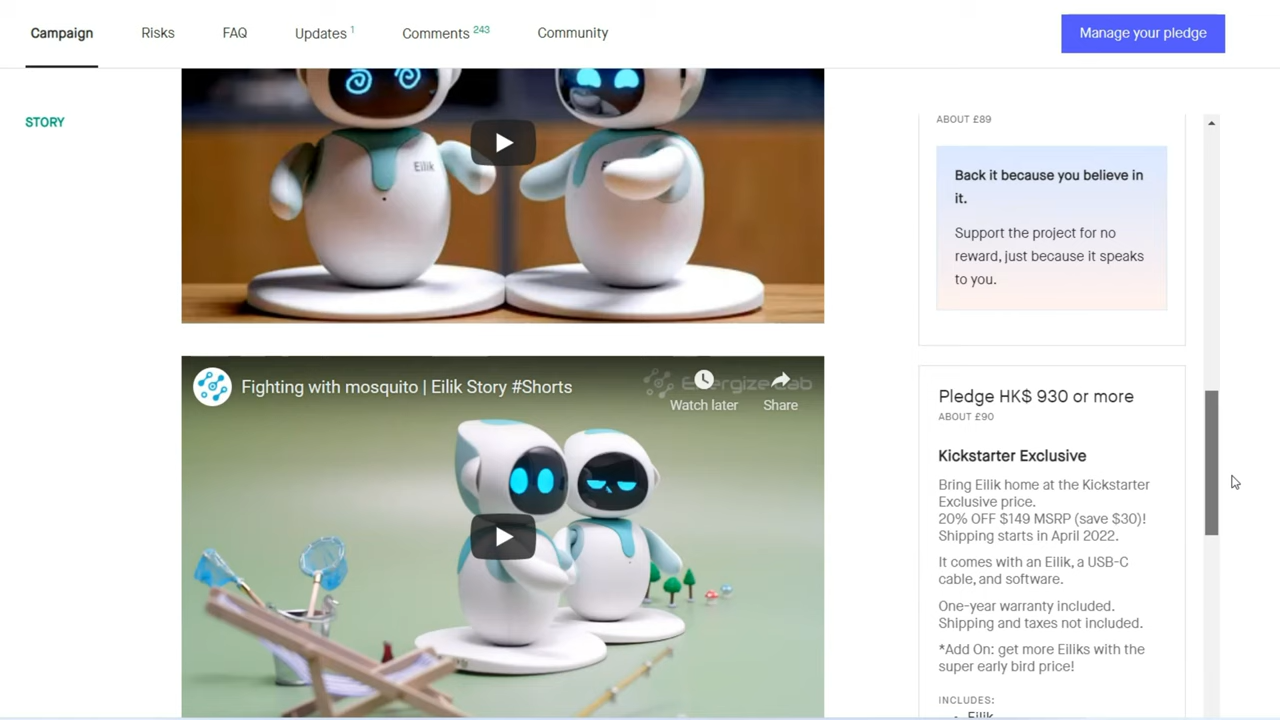 Campaign
Risks
FAQ
Updates 1
Comments 243
Community
Manage your pledge
STORY
Eilik
Fighting with mosquito | Eilik Story #Shorts
Energize Lab
Watch later
Share
ABOUT £89
Back it because you believe in
it.
Support the project for no
reward, just because it speaks
to you.
Pledge HK$ 930 or more
ABOUT £90
Kickstarter Exclusive
Bring Eilik home at the Kickstarter
Exclusive price.
20% OFF $149 MSRP (save $30)!
Shipping starts in April 2022.
It comes with an Eilik, a USB-C
cable, and software.
One-year warranty included.
Shipping and taxes not included.
*Add On: get more Eiliks with the
super early bird price!
INCLUDES:
• Eilik